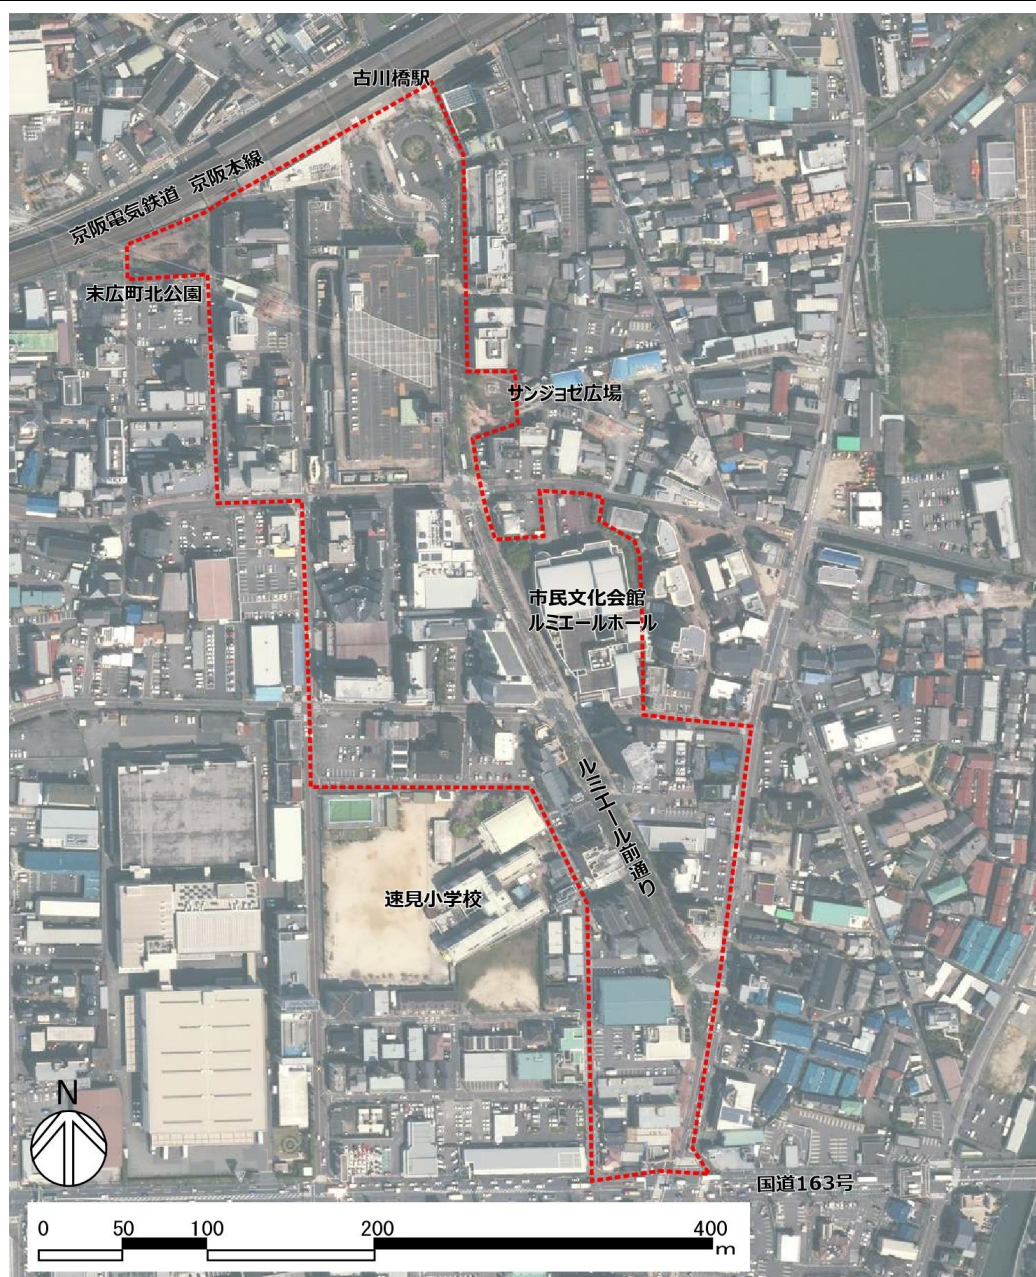 古川橋駅
京阪電気鉄道 京阪本線
末広町北公園
サンジョゼ広場
市民文化会館
ルミエールホール
ルミエール前通り
速見小学校
N
国道163号
0 50 100 200 400
m